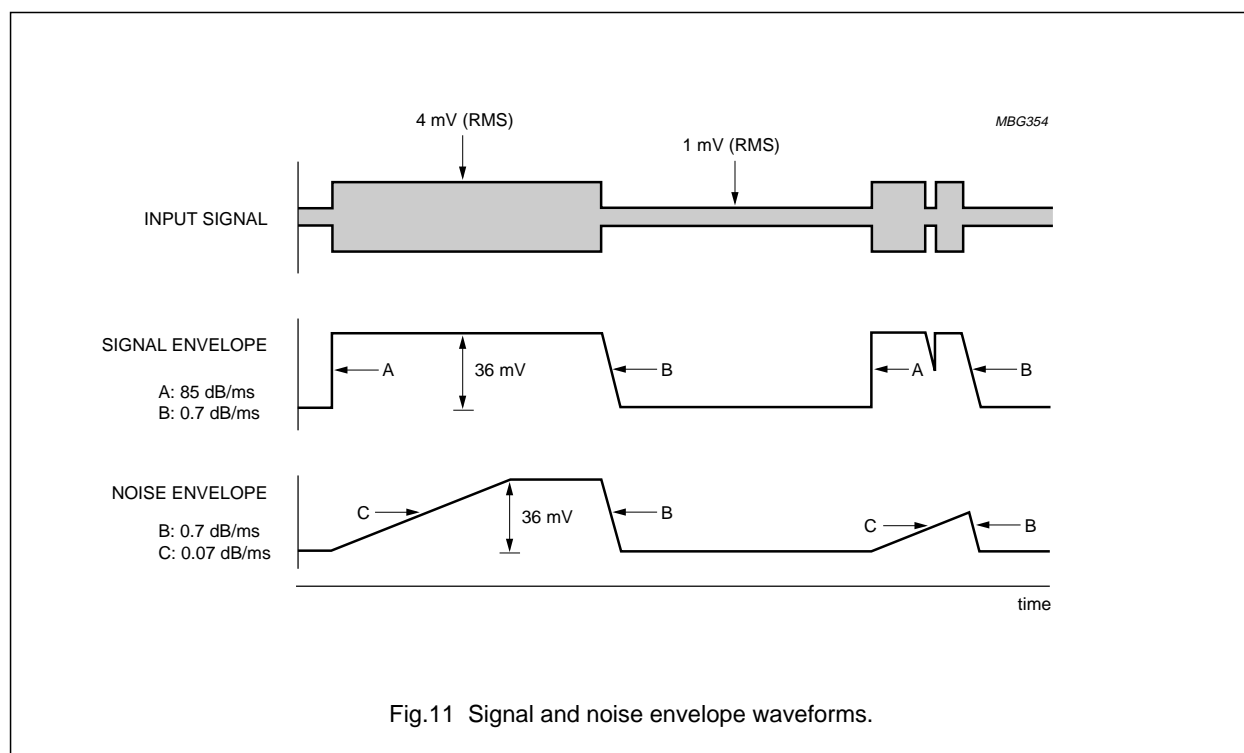 4 mV (RMS)
MBG354
1 mV (RMS)
INPUT SIGNAL
SIGNAL ENVELOPE
A
36 mV
B
A
B
A: 85 dB/ms
B: 0.7 dB/ms
NOISE ENVELOPE
C
36 mV
B
C
B
B: 0.7 dB/ms
C: 0.07 dB/ms
time
Fig.11 Signal and noise envelope waveforms.